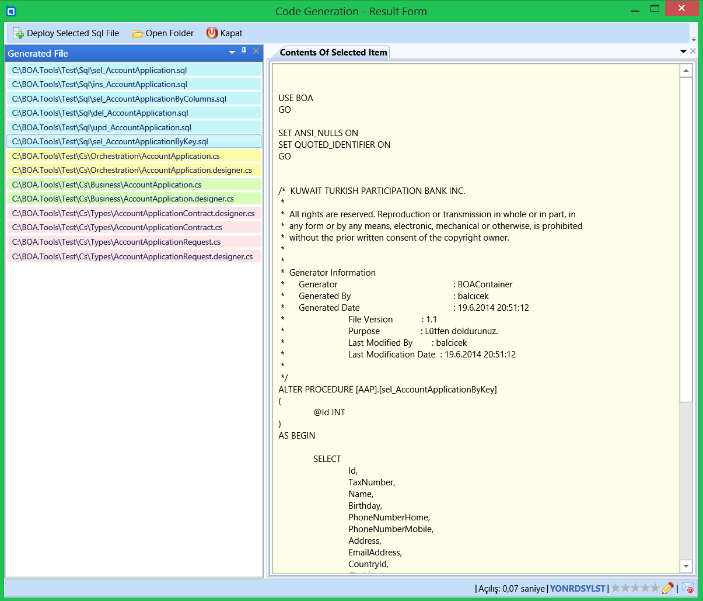 Code Generation - Result Form
Deploy Selected Sql File
Open Folder
Kapat
Generated File
C:\BOA.Tools\Test\Sql\sel_AccountApplication.sql
C:\BOA.Tools\Test\Sql\ins_AccountApplication.sql
C:\BOA.Tools\Test\Sql\sel_AccountApplicationByColumns.sql
C:\BOA.Tools\Test\Sql\del_AccountApplication.sql
C:\BOA.Tools\Test\Sql\upd_AccountApplication.sql
C:\BOA.Tools\Test\Sql\sel_AccountApplicationByKey.sql
C:\BOA.Tools\Test\Cs\Orchestration\AccountApplication.cs
C:\BOA.Tools\Test\Cs\Orchestration\AccountApplication.designer.cs
C:\BOA.Tools\Test\Cs\Business\AccountApplication.cs
C:\BOA.Tools\Test\Cs\Business\AccountApplication.designer.cs
C:\BOA.Tools\Test\Cs\Types\AccountApplicationContract.designer.cs
C:\BOA.Tools\Test\Cs\Types\AccountApplicationContract.cs
C:\BOA.Tools\Test\Cs\Types\AccountApplicationRequest.cs
C:\BOA.Tools\Test\Cs\Types\AccountApplicationRequest.designer.cs
Contents Of Selected Item
USE BOA
GO
SET ANSI_NULLS ON
SET QUOTED_IDENTIFIER ON
GO
/* KUWAIT TURKISH PARTICIPATION BANK INC.
*
* All rights are reserved. Reproduction or transmission in whole or in part, in
* any form or by any means, electronic, mechanical or otherwise, is prohibited
* without the prior written consent of the copyright owner.
*
*
* Generator Information
* Generator : BOAContainer
* Generated By : balcicek
* Generated Date : 19.6.2014 20:51:12
* File Version : 1.1
* Purpose : Lütfen doldurunuz.
* Last Modified By : balcicek
* Last Modification Date : 19.6.2014 20:51:12
*
*/
ALTER PROCEDURE [AAP].[sel_AccountApplicationByKey]
(
@Id INT
)
AS BEGIN
SELECT
Id,
TaxNumber,
Name,
Birthday,
PhoneNumberHome,
PhoneNumberMobile,
Address,
EmailAddress,
CountryId,
|Açılış: 0,07 saniye|YONRDSYLST|